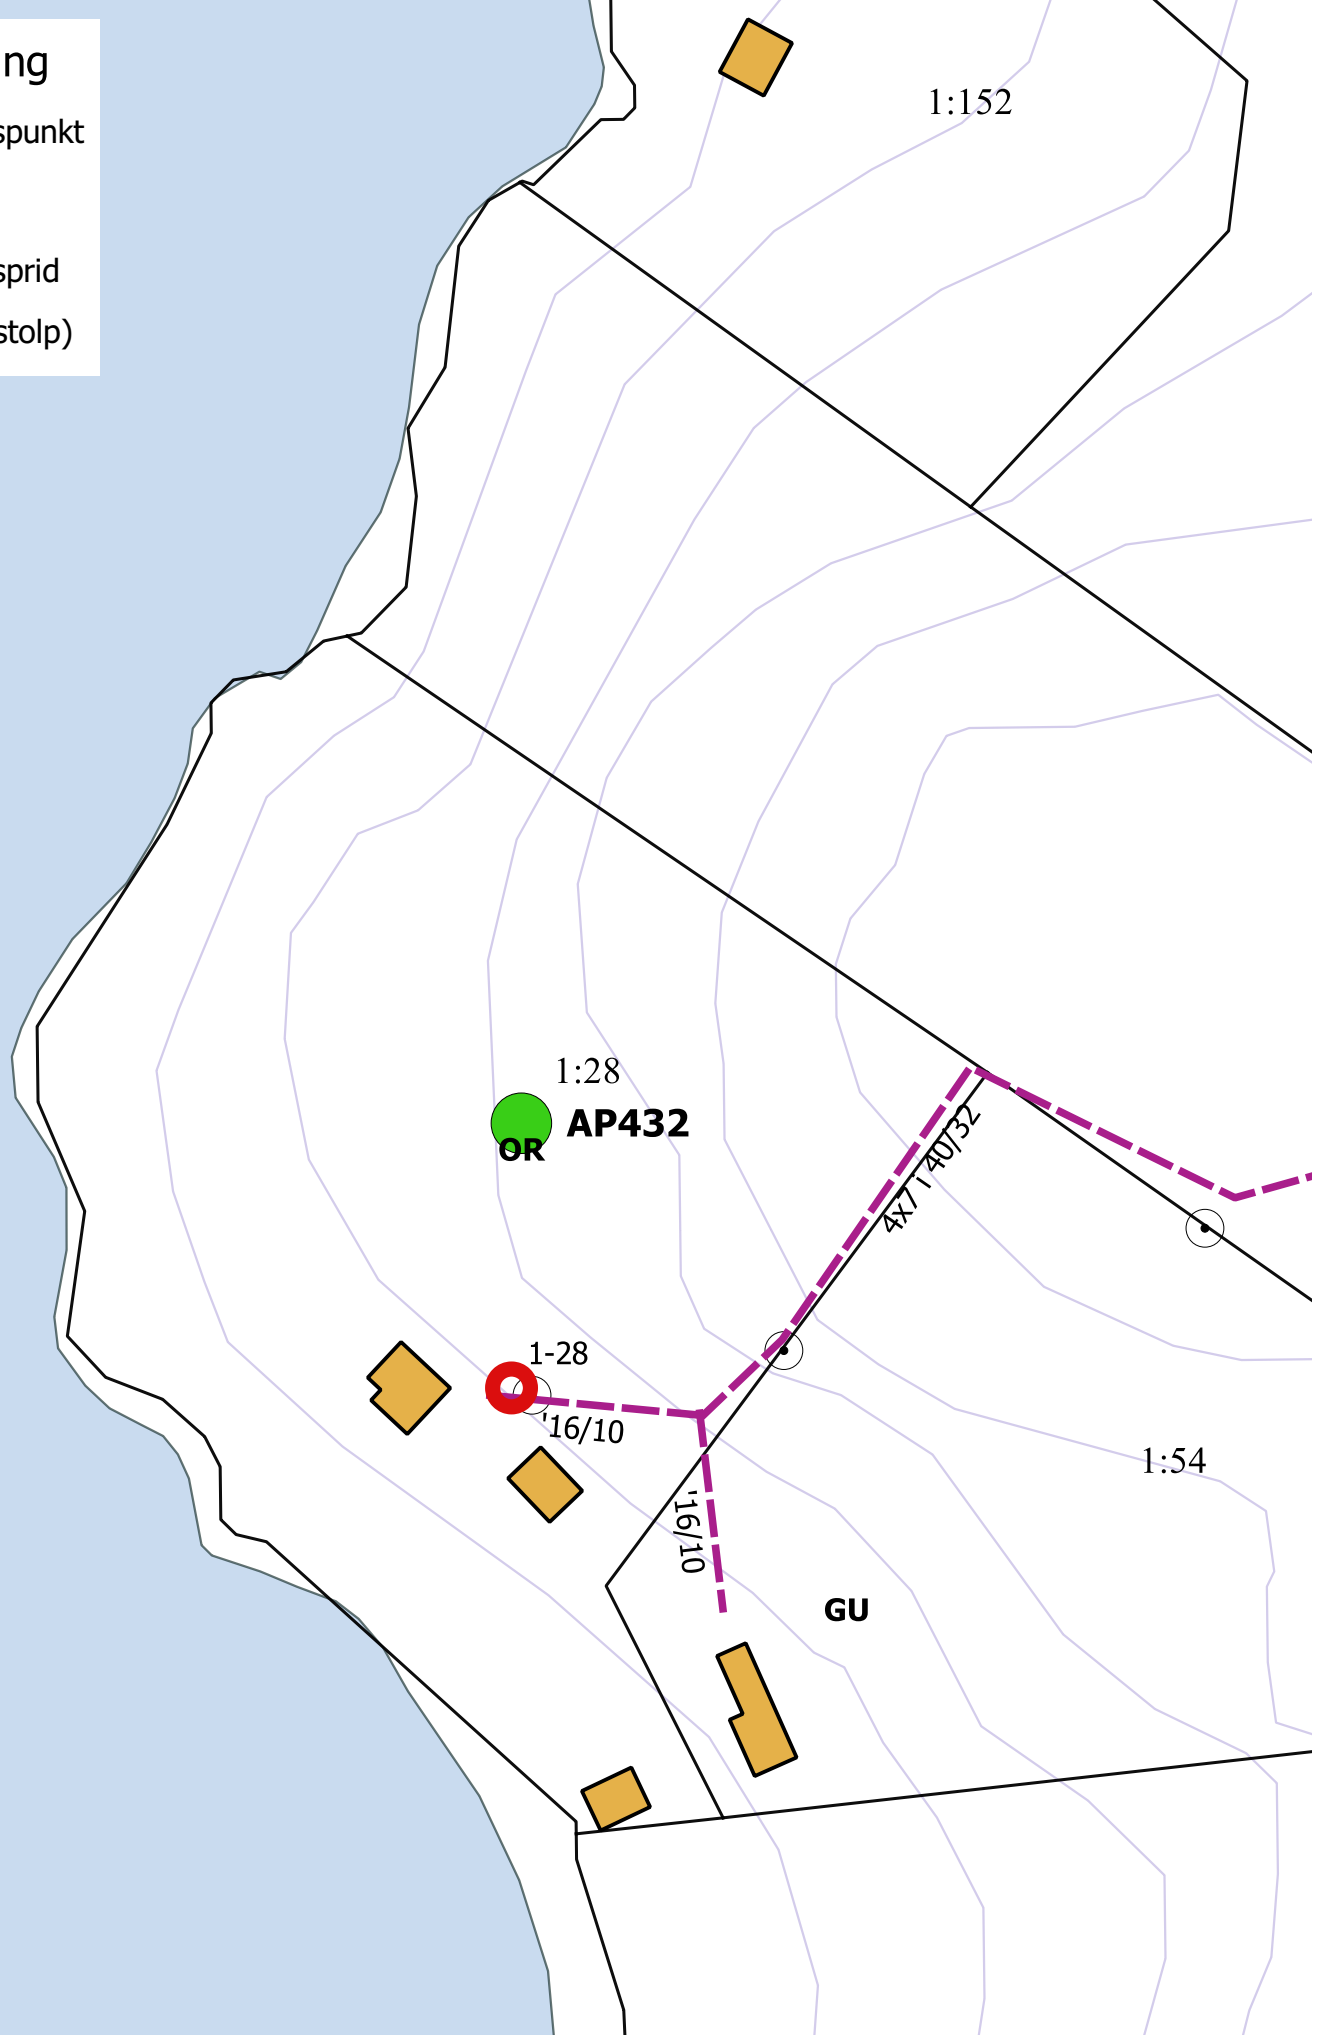 ng
spunkt
sprid
stolp)
1:152
1:28
AP432
OR
4x7 i 40/32
1-28
'16/10
1:54
'16/10
GU